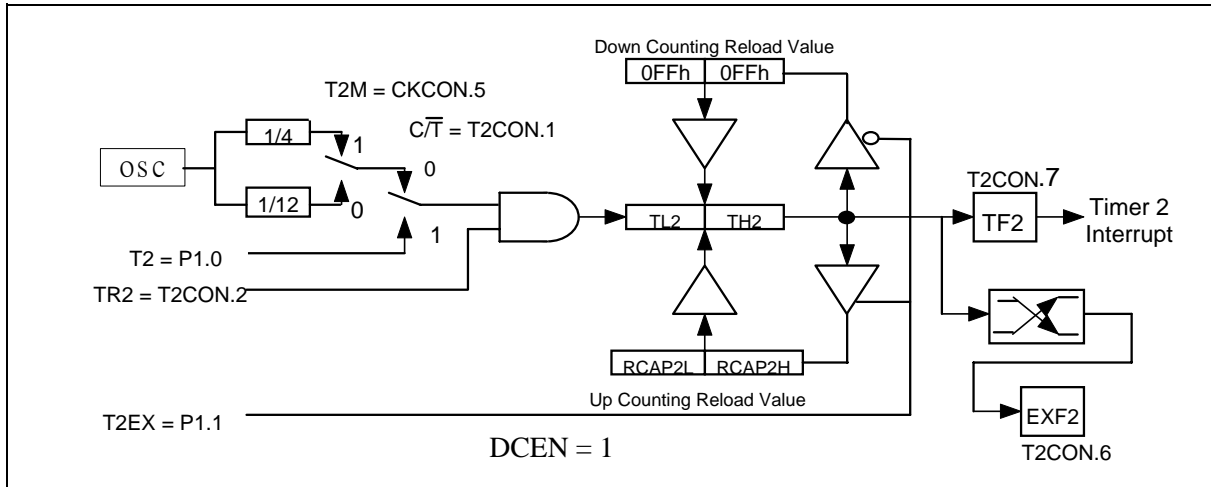 Down Counting Reload Value
0FFh 0FFh
T2M = CKCON.5
C/T̅ = T2CON.1
1/4
1
OSC
0
T2CON.7
1/12
0
TL2 TH2
TF2
Timer 2
Interrupt
1
T2 = P1.0
TR2 = T2CON.2
RCAP2L RCAP2H
Up Counting Reload Value
T2EX = P1.1
EXF2
DCEN = 1
T2CON.6